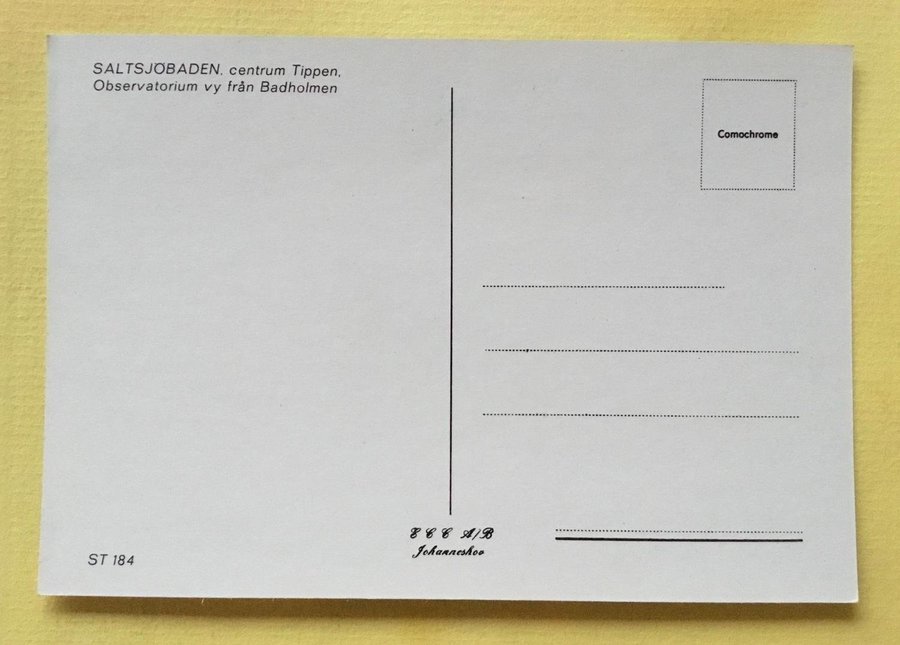 SALTSJÖBADEN, centrum Tippen,
Observatorium vy från Badholmen
Comochrome
E C C A/B
Johanneshov
ST 184